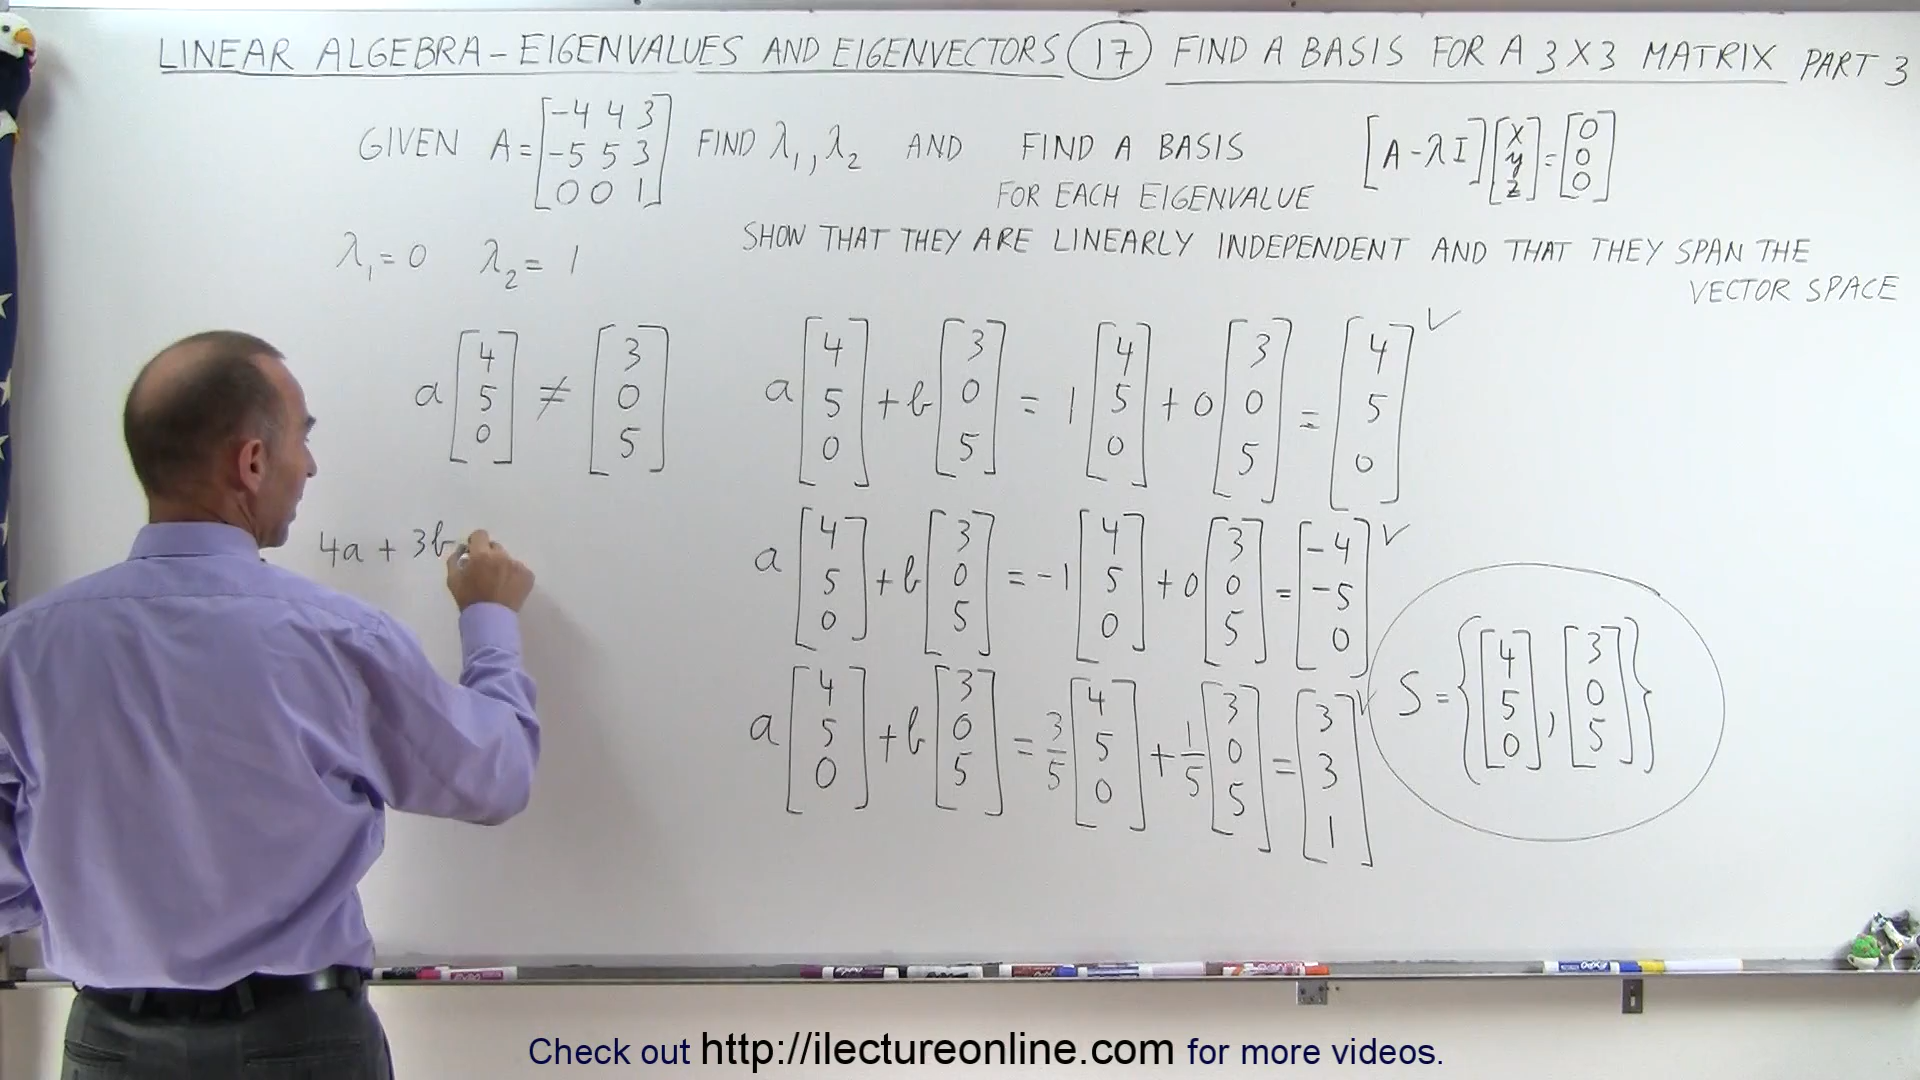 LINEAR ALGEBRA - EIGENVALUES AND EIGENVECTORS 17 FIND A BASIS FOR A 3X3 MATRIX PART 3
GIVEN A = [-4 4 3 FIND λ₁, λ₂ AND FIND A BASIS [A - λI] [x y z] = [0 0 0]
-5 5 3
0 0 1]
FOR EACH EIGENVALUE
λ₁ = 0 λ₂ = 1
SHOW THAT THEY ARE LINEARLY INDEPENDENT AND THAT THEY SPAN THE
VECTOR SPACE
a [4 5 0] ≠ [3 0 5]
a [4 5 0] + b [3 0 5] = 1 [4 5 0] + 0 [3 0 5] = [4 5 0] ✓
4a + 3b
a [4 5 0] + b [3 0 5] = -1 [4 5 0] + 0 [3 0 5] = [-4 -5 0] ✓
a [4 5 0] + b [3 0 5] = 3/5 [4 5 0] + 1/5 [3 0 5] = [3 3 1] ✓
S = {[4 5 0], [3 0 5]}
Check out http://ilectureonline.com for more videos.